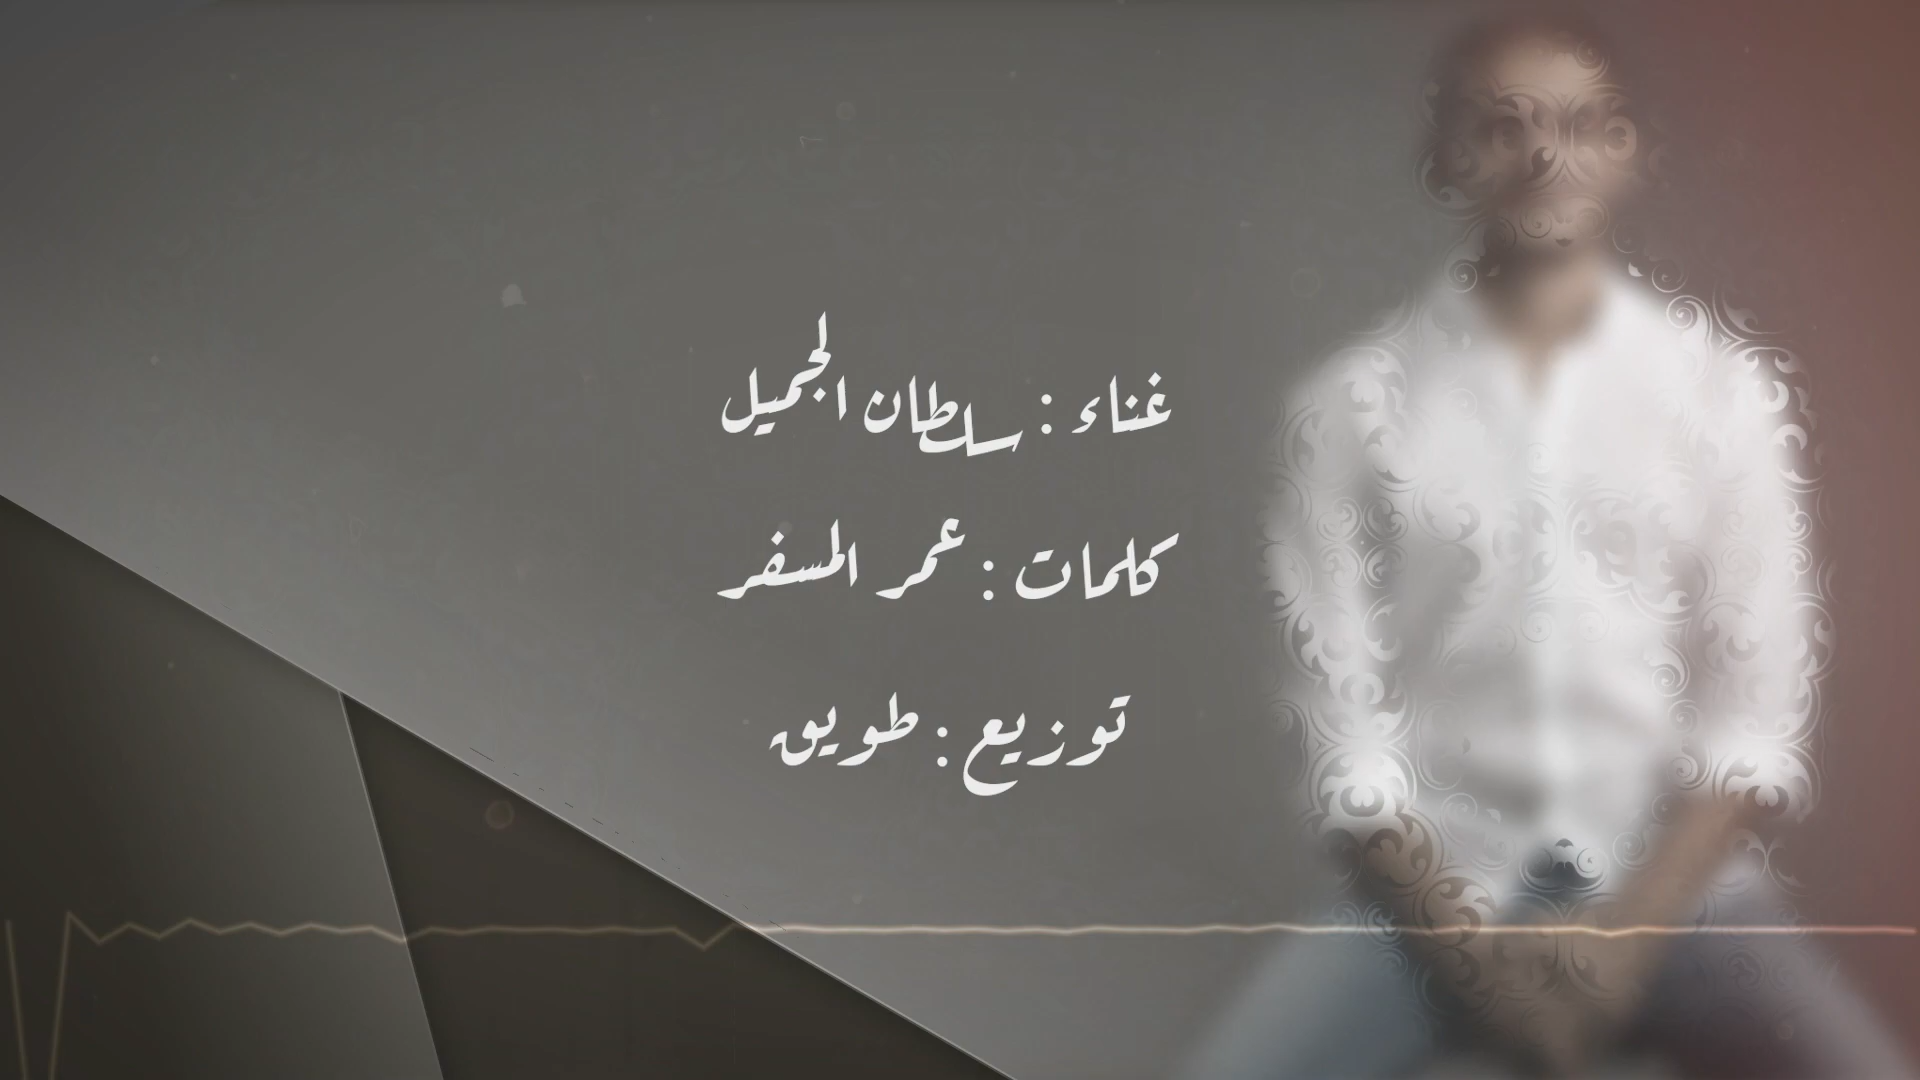 غناء : سلطان الجميل
كلمات : عمر المسفر
توزيع : طويق